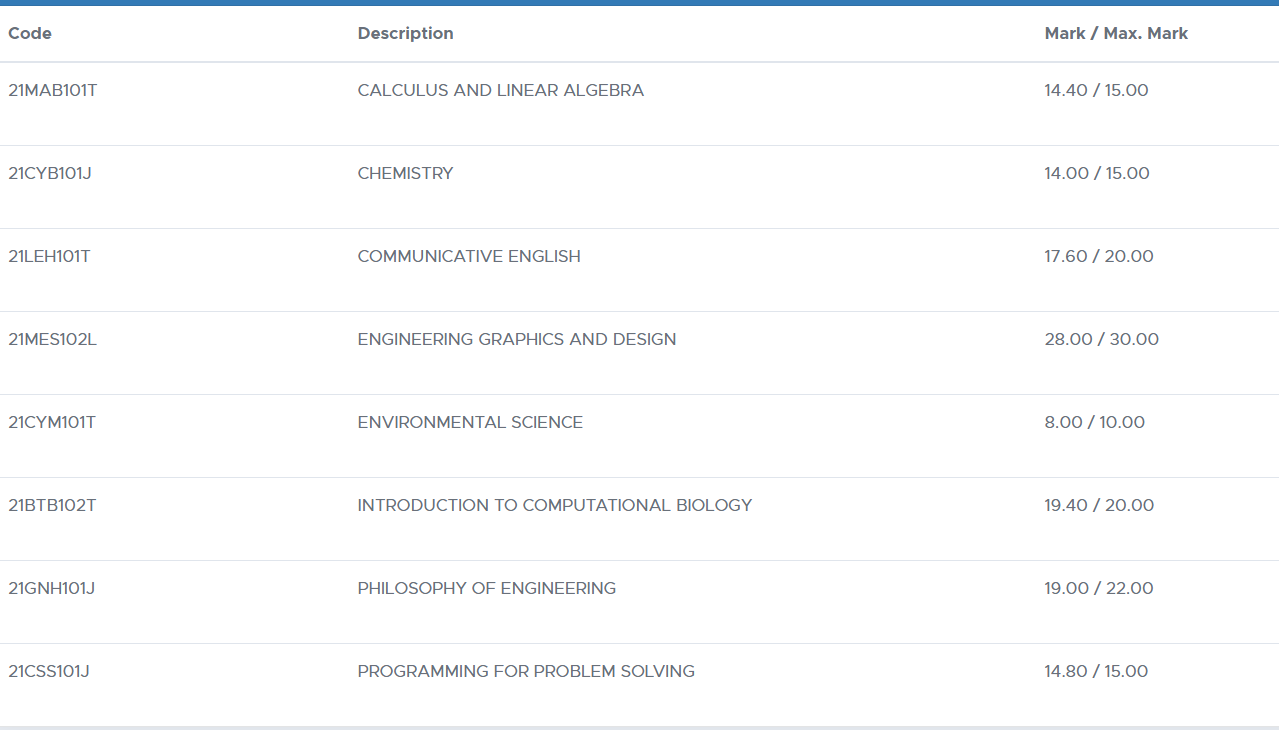 Code Description Mark / Max. Mark
21MAB101T CALCULUS AND LINEAR ALGEBRA 14.40 / 15.00
21CYB101J CHEMISTRY 14.00 / 15.00
21LEH101T COMMUNICATIVE ENGLISH 17.60 / 20.00
21MES102L ENGINEERING GRAPHICS AND DESIGN 28.00 / 30.00
21CYM101T ENVIRONMENTAL SCIENCE 8.00 / 10.00
21BTB102T INTRODUCTION TO COMPUTATIONAL BIOLOGY 19.40 / 20.00
21GNH101J PHILOSOPHY OF ENGINEERING 19.00 / 22.00
21CSS101J PROGRAMMING FOR PROBLEM SOLVING 14.80 / 15.00